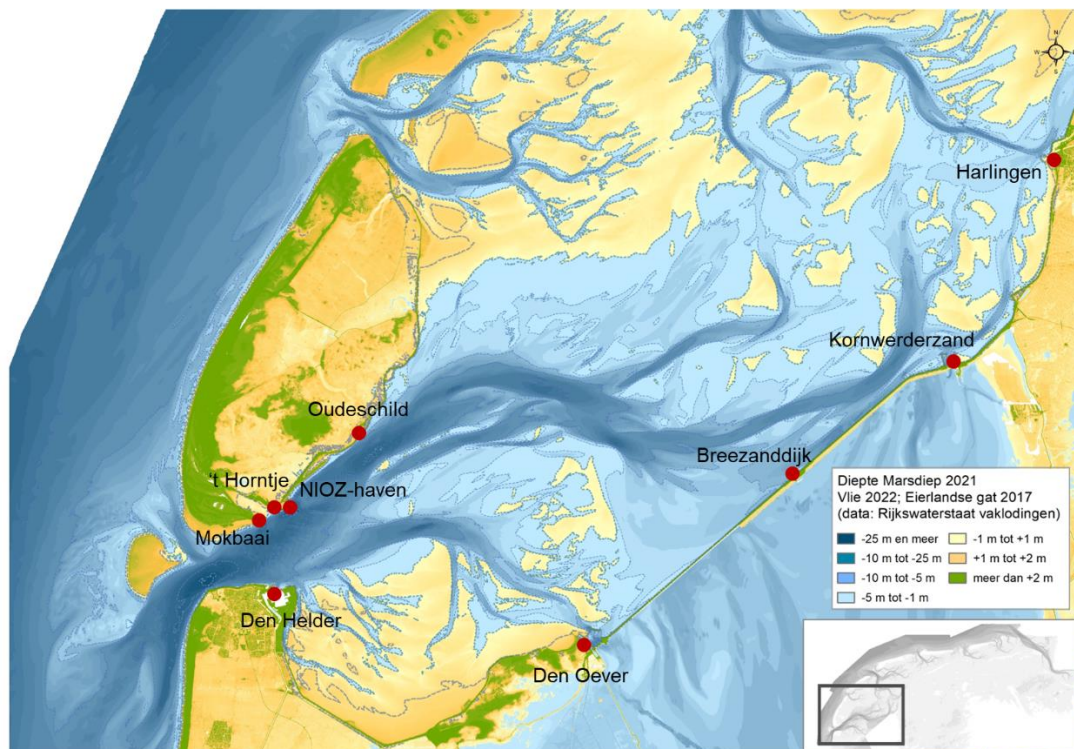 N
W
S
Harlingen
Kornwerderzand
Oudeschild
Breezanddijk
't Horntje
NIOZ-haven
Mokbaai
Den Helder
Den Oever
Diepte Marsdiep 2021
Vlie 2022; Eierlandse gat 2017
(data: Rijkswaterstaat vaklodingen)
-25 m en meer
-10 m tot -25 m
-10 m tot -5 m
-5 m tot -1 m
-1 m tot +1 m
+1 m tot +2 m
meer dan +2 m